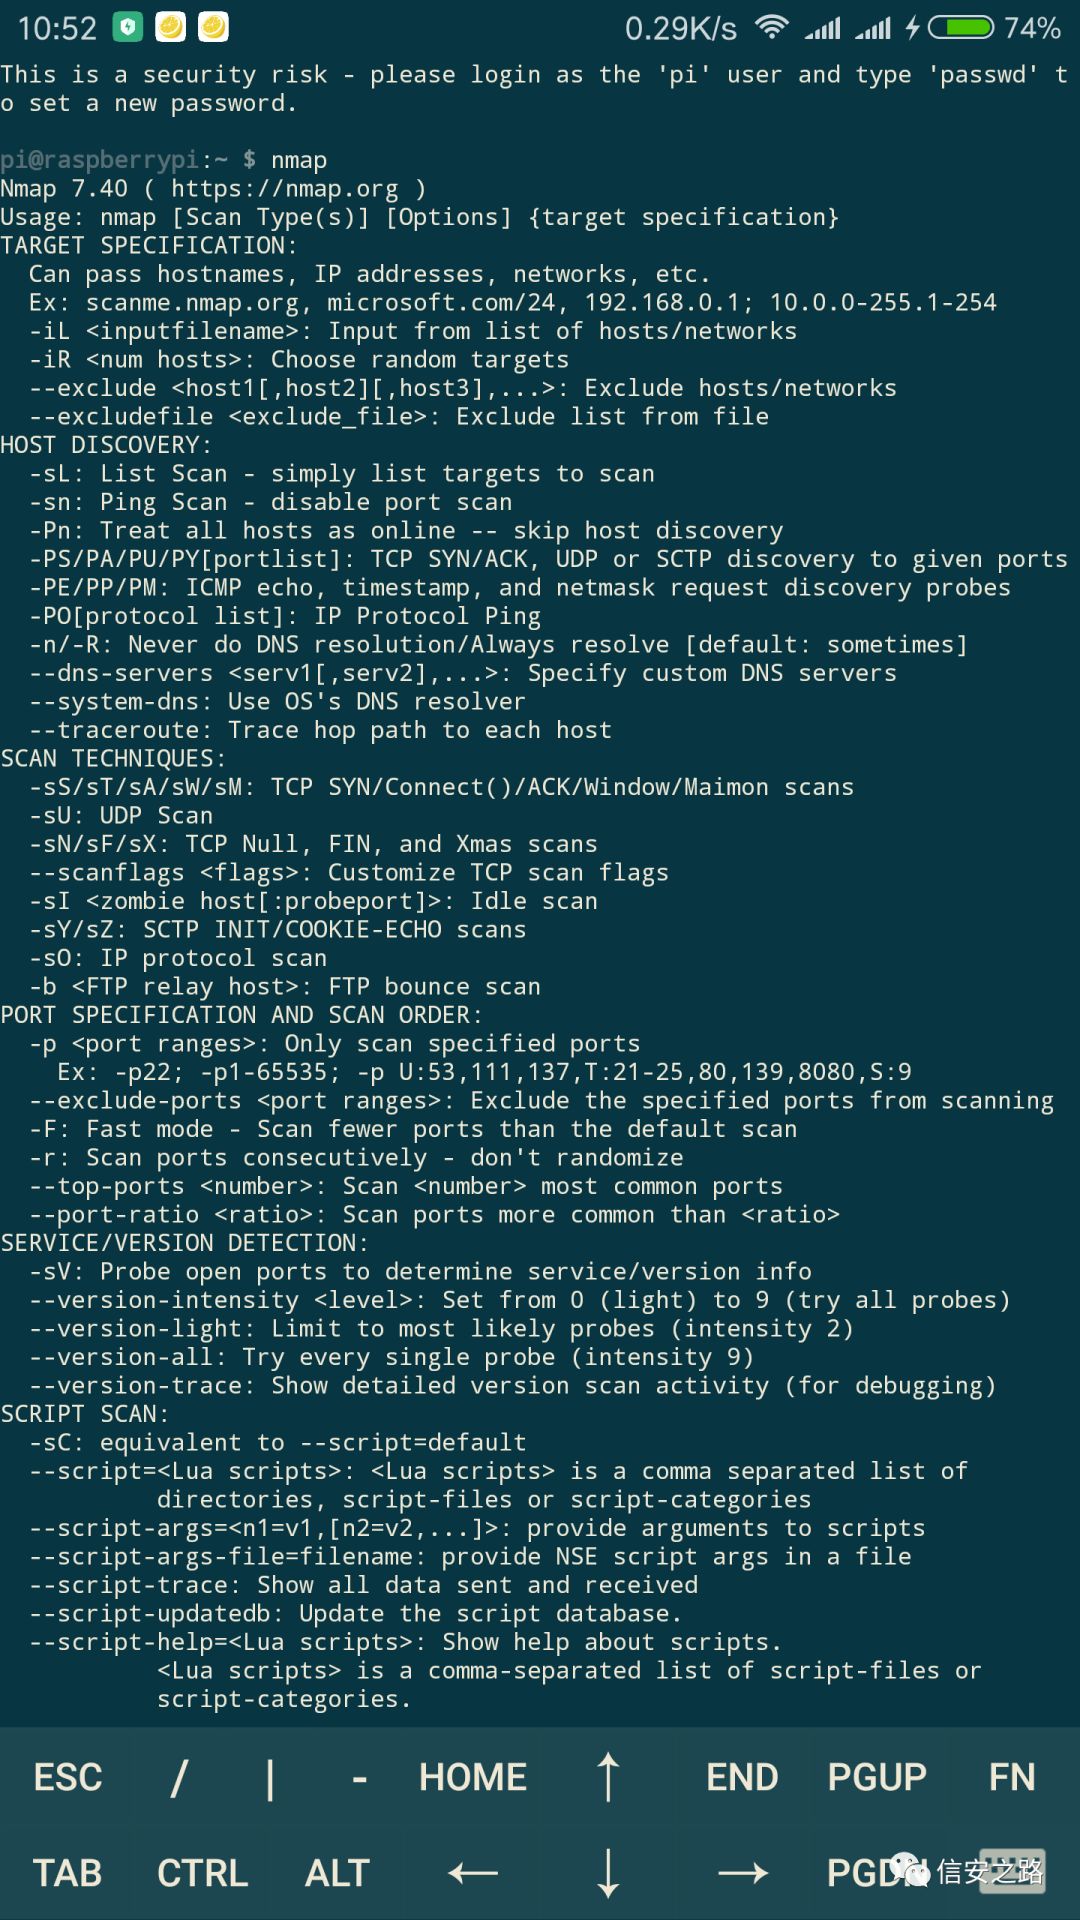 10:52 0.29K/s 74%
This is a security risk - please login as the 'pi' user and type 'passwd' t
o set a new password.
pi@raspberrypi:~ $ nmap
Nmap 7.40 ( https://nmap.org )
Usage: nmap [Scan Type(s)] [Options] {target specification}
TARGET SPECIFICATION:
  Can pass hostnames, IP addresses, networks, etc.
  Ex: scanme.nmap.org, microsoft.com/24, 192.168.0.1; 10.0.0-255.1-254
  -iL <inputfilename>: Input from list of hosts/networks
  -iR <num hosts>: Choose random targets
  --exclude <host1[,host2][,host3],...>: Exclude hosts/networks
  --excludefile <exclude_file>: Exclude list from file
HOST DISCOVERY:
  -sL: List Scan - simply list targets to scan
  -sn: Ping Scan - disable port scan
  -Pn: Treat all hosts as online -- skip host discovery
  -PS/PA/PU/PY[portlist]: TCP SYN/ACK, UDP or SCTP discovery to given ports
  -PE/PP/PM: ICMP echo, timestamp, and netmask request discovery probes
  -PO[protocol list]: IP Protocol Ping
  -n/-R: Never do DNS resolution/Always resolve [default: sometimes]
  --dns-servers <serv1[,serv2],...>: Specify custom DNS servers
  --system-dns: Use OS's DNS resolver
  --traceroute: Trace hop path to each host
SCAN TECHNIQUES:
  -sS/sT/sA/sW/sM: TCP SYN/Connect()/ACK/Window/Maimon scans
  -sU: UDP Scan
  -sN/sF/sX: TCP Null, FIN, and Xmas scans
  --scanflags <flags>: Customize TCP scan flags
  -sI <zombie host[:probeport]>: Idle scan
  -sY/sZ: SCTP INIT/COOKIE-ECHO scans
  -sO: IP protocol scan
  -b <FTP relay host>: FTP bounce scan
PORT SPECIFICATION AND SCAN ORDER:
  -p <port ranges>: Only scan specified ports
    Ex: -p22; -p1-65535; -p U:53,111,137,T:21-25,80,139,8080,S:9
  --exclude-ports <port ranges>: Exclude the specified ports from scanning
  -F: Fast mode - Scan fewer ports than the default scan
  -r: Scan ports consecutively - don't randomize
  --top-ports <number>: Scan <number> most common ports
  --port-ratio <ratio>: Scan ports more common than <ratio>
SERVICE/VERSION DETECTION:
  -sV: Probe open ports to determine service/version info
  --version-intensity <level>: Set from 0 (light) to 9 (try all probes)
  --version-light: Limit to most likely probes (intensity 2)
  --version-all: Try every single probe (intensity 9)
  --version-trace: Show detailed version scan activity (for debugging)
SCRIPT SCAN:
  -sC: equivalent to --script=default
  --script=<Lua scripts>: <Lua scripts> is a comma separated list of
           directories, script-files or script-categories
  --script-args=<n1=v1,[n2=v2,...]>: provide arguments to scripts
  --script-args-file=filename: provide NSE script args in a file
  --script-trace: Show all data sent and received
  --script-updatedb: Update the script database.
  --script-help=<Lua scripts>: Show help about scripts.
           <Lua scripts> is a comma-separated list of script-files or
           script-categories.
ESC / | - HOME ↑ END PGUP FN
TAB CTRL ALT ← ↓ → PGDN 信安之路